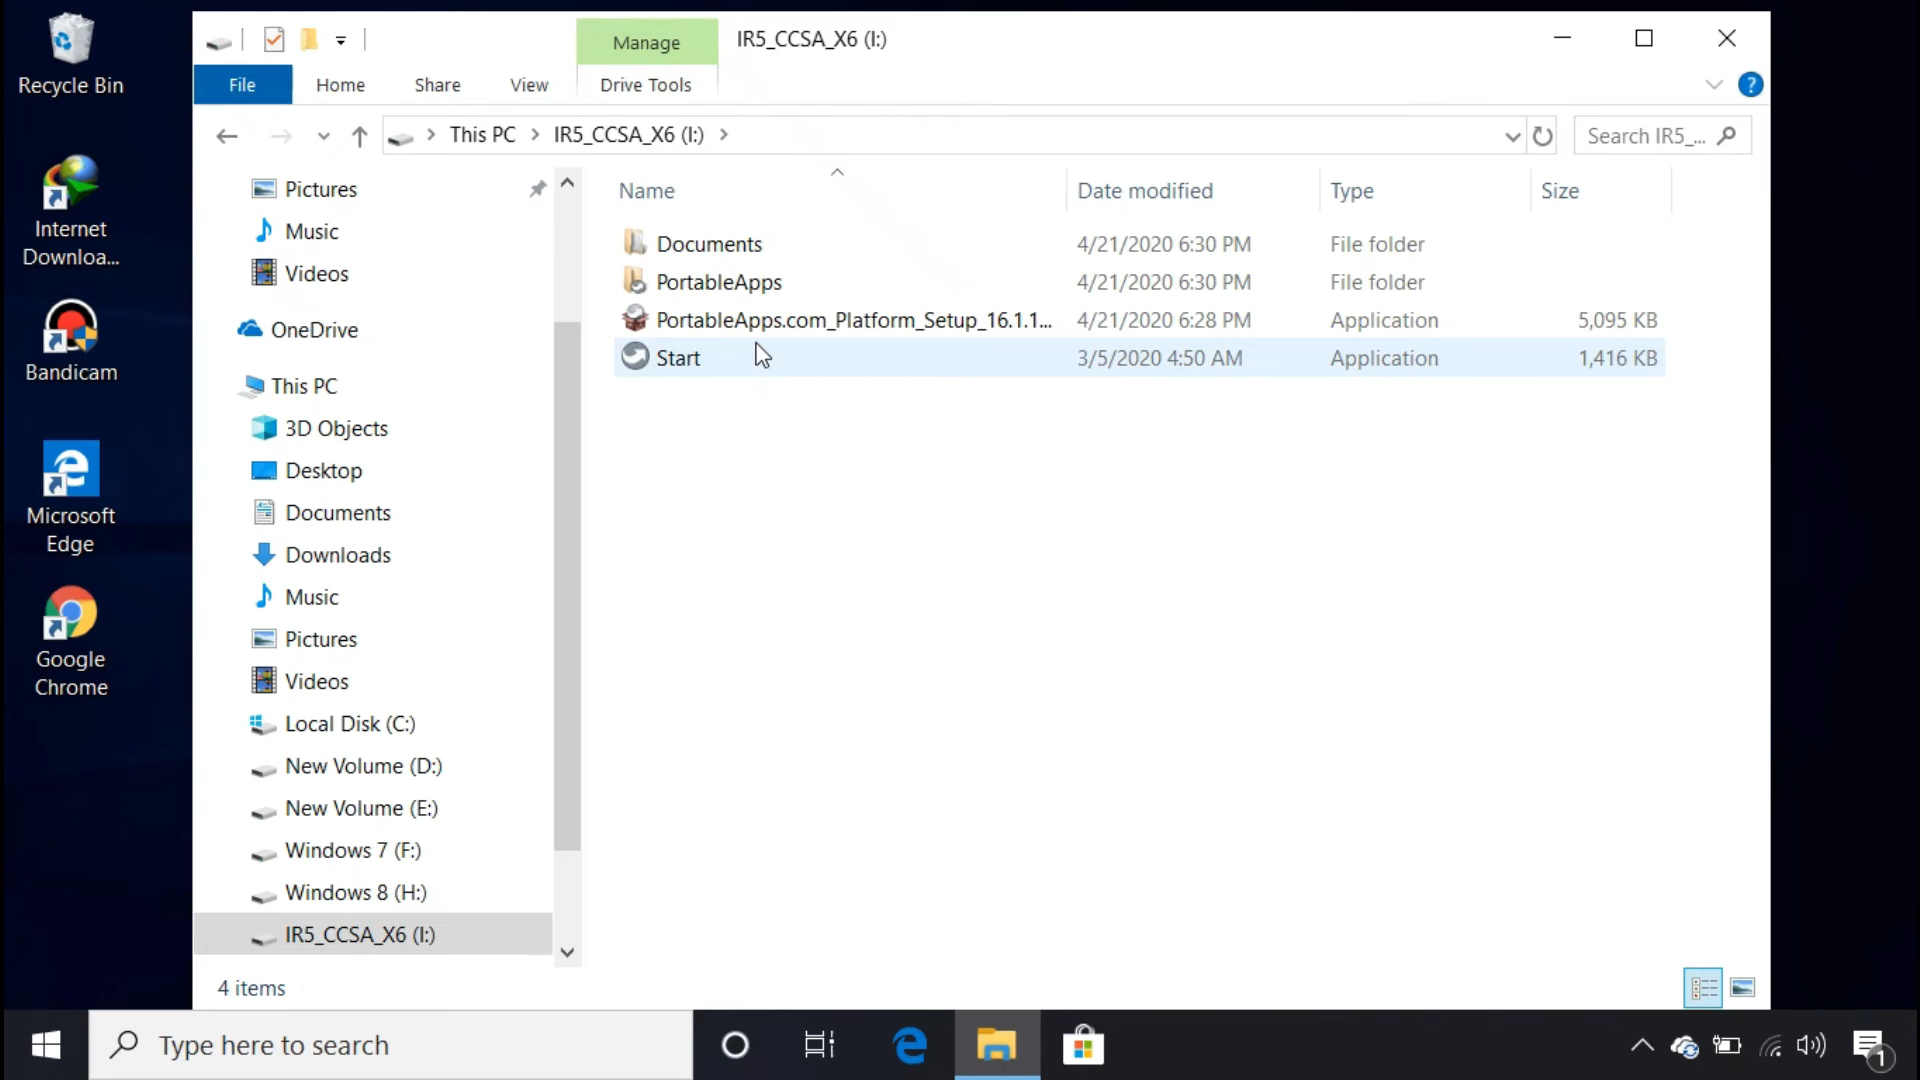 Recycle Bin
Internet
Downloa...
Bandicam
Microsoft
Edge
Google
Chrome
Manage
IR5_CCSA_X6 (I:)
File
Home
Share
View
Drive Tools
?
This PC
IR5_CCSA_X6 (I:)
Search IR5_...
Pictures
Music
Videos
OneDrive
This PC
3D Objects
Desktop
Documents
Downloads
Music
Pictures
Videos
Local Disk (C:)
New Volume (D:)
New Volume (E:)
Windows 7 (F:)
Windows 8 (H:)
IR5_CCSA_X6 (I:)
Name Date modified Type Size
Documents 4/21/2020 6:30 PM File folder
PortableApps 4/21/2020 6:30 PM File folder
PortableApps.com_Platform_Setup_16.1.1... 4/21/2020 6:28 PM Application 5,095 KB
Start 3/5/2020 4:50 AM Application 1,416 KB
4 items
Type here to search
1